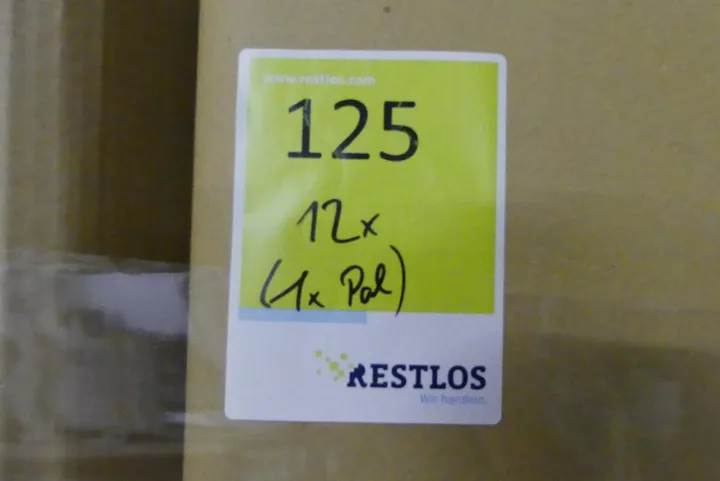 www.restlos.com
125
12x
(1x Pal)
RESTLOS
Wir handeln.